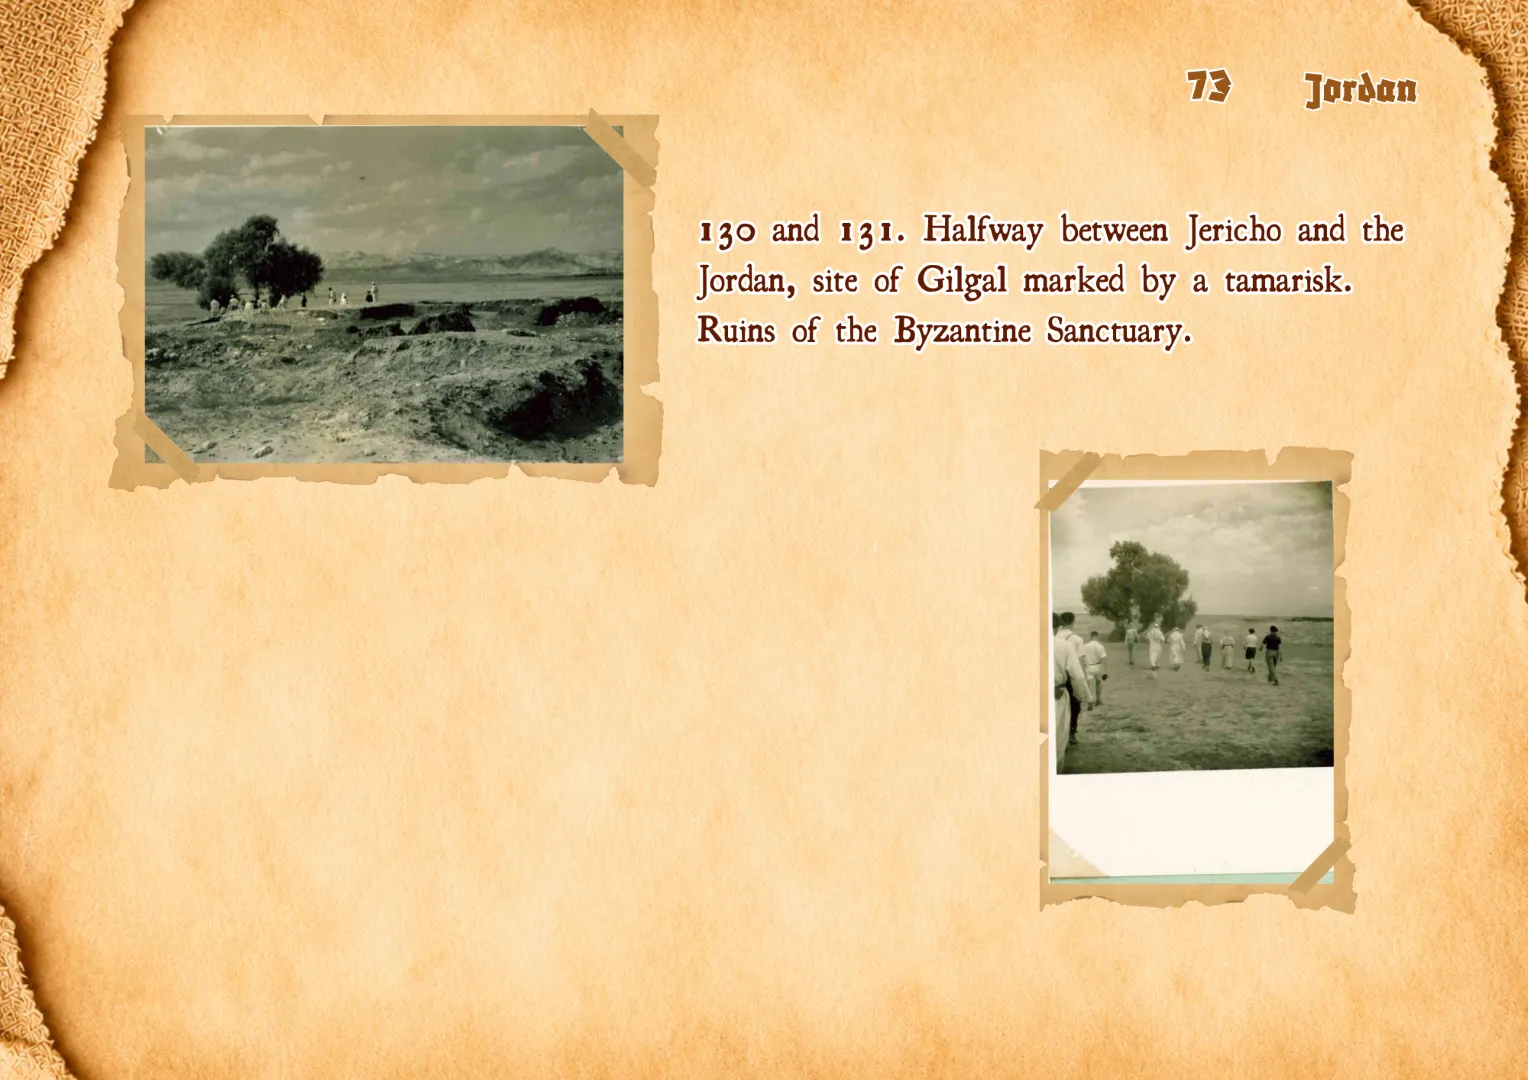 73 Jordan
130 and 131. Halfway between Jericho and the
Jordan, site of Gilgal marked by a tamarisk.
Ruins of the Byzantine Sanctuary.